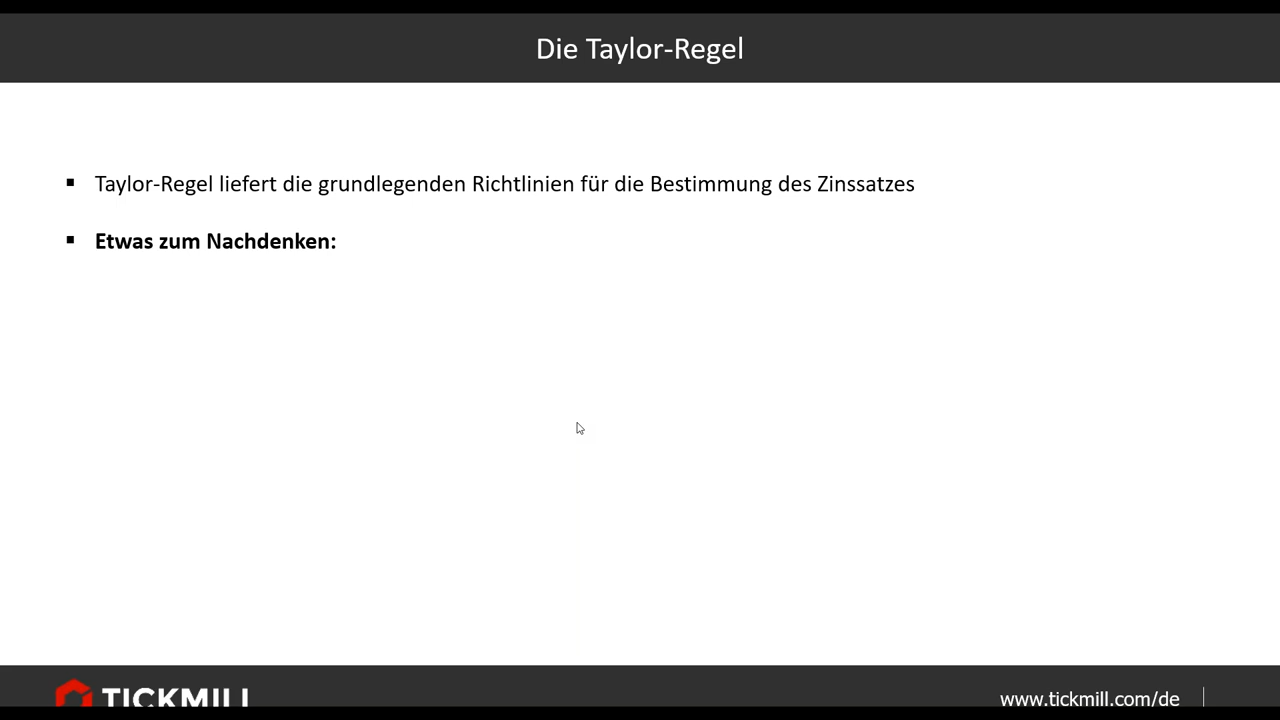 Die Taylor-Regel
▪ Taylor-Regel liefert die grundlegenden Richtlinien für die Bestimmung des Zinssatzes
▪ Etwas zum Nachdenken:
TICKMILL
www.tickmill.com/de